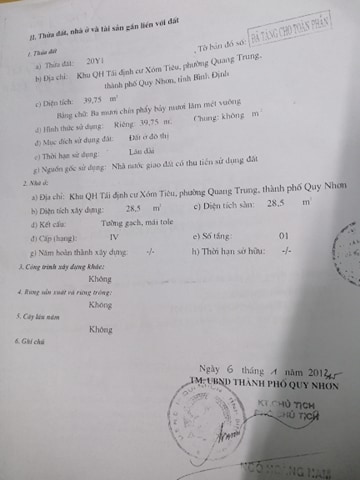 II. Thửa đất, nhà ở và tài sản gắn liền với đất
1. Thửa đất
a) Thửa đất: 20Y1 , Tờ bản đồ số:
ĐÃ TẶNG CHO TOÀN PHẦN
b) Địa chỉ: Khu QH Tái định cư Xóm Tiêu, phường Quang Trung,
thành phố Quy Nhơn, tỉnh Bình Định
c) Diện tích: 39,75 m²
Bằng chữ: Ba mươi chín phẩy bảy mươi lăm mét vuông
d) Hình thức sử dụng: Riêng: 39,75 m² Chung: không m²
đ) Mục đích sử dụng đất: Đất ở đô thị
e) Thời hạn sử dụng: Lâu dài
g) Nguồn gốc sử dụng: Nhà nước giao đất có thu tiền sử dụng đất
2. Nhà ở:
a) Địa chỉ: Khu QH Tái định cư Xóm Tiêu, phường Quang Trung, thành phố Quy Nhơn
b) Diện tích xây dựng: 28,5 m² c) Diện tích sàn: 28,5 m²
d) Kết cấu: Tường gạch, mái tole
đ) Cấp (hạng): IV e) Số tầng: 01
g) Năm hoàn thành xây dựng: -/- h) Thời hạn sở hữu: -/-
3. Công trình xây dựng khác:
Không
4. Rừng sản xuất và rừng trồng:
Không
5. Cây lâu năm
Không
6. Ghi chú
Ngày 6 tháng 1 năm
TM. UBND THÀNH PHỐ QUY NHƠN
KT. CHỦ TỊCH
PHÓ CHỦ TỊCH
NGÔ HOÀNG NAM